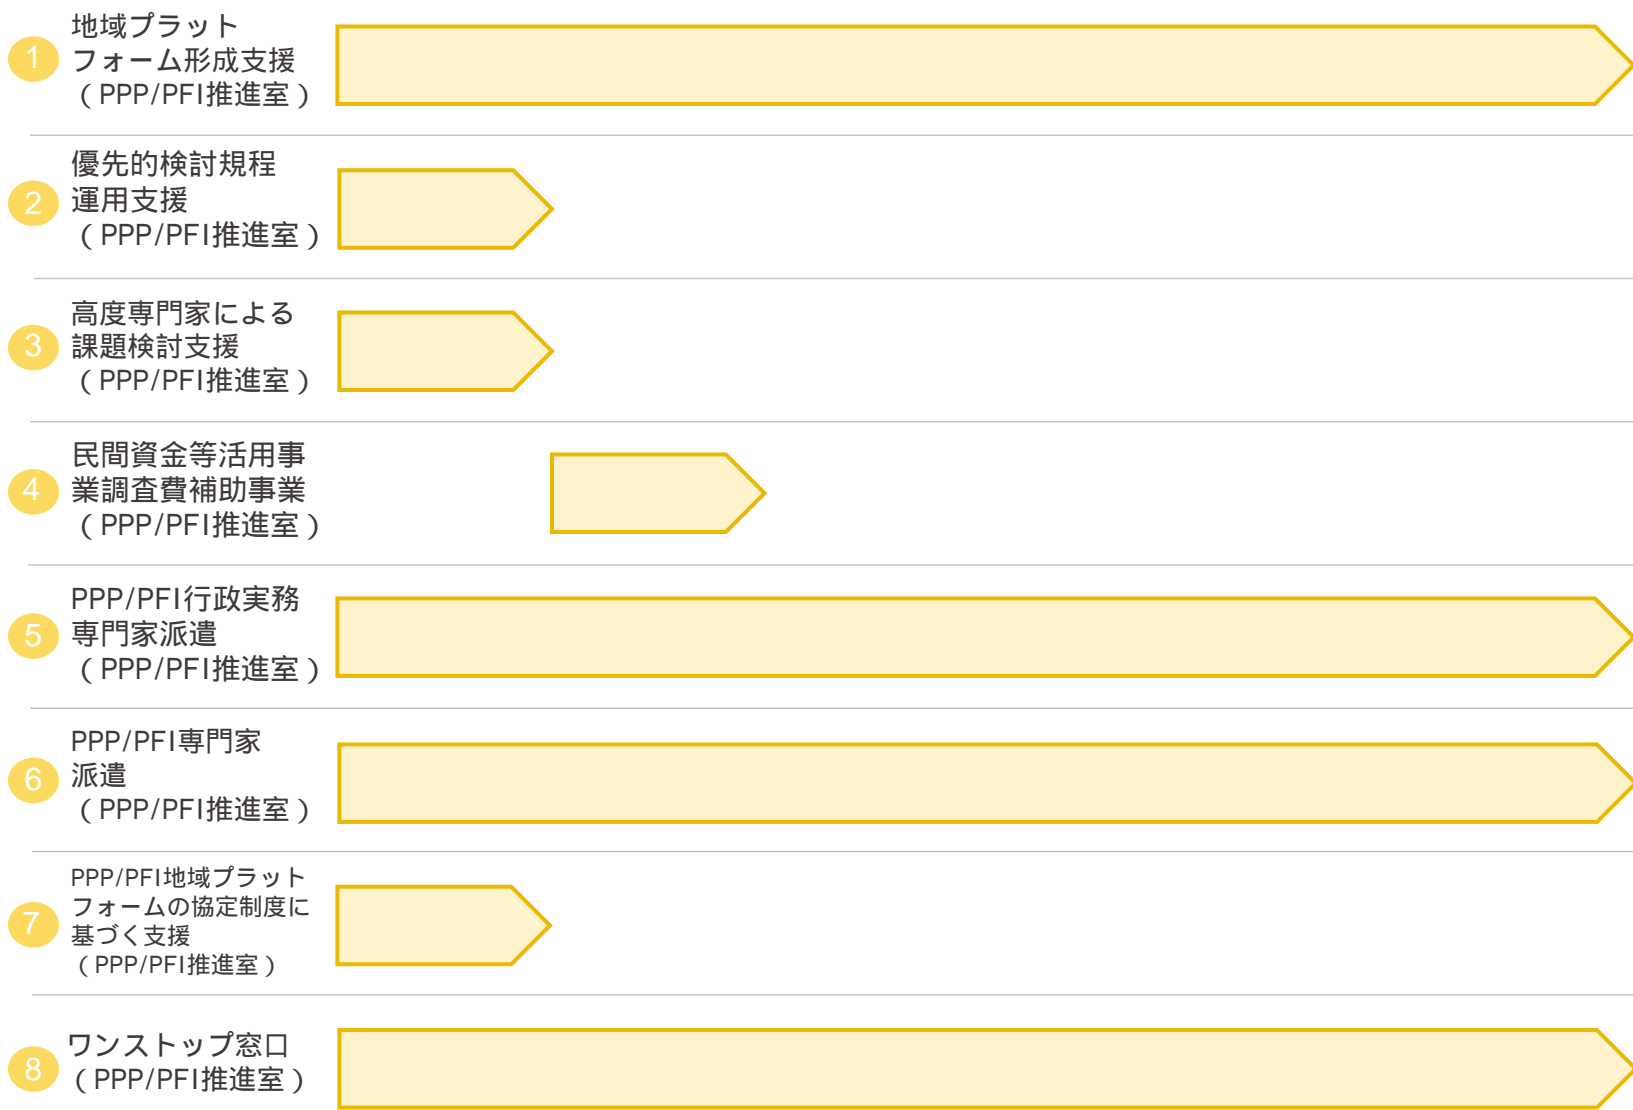 1
地域プラット
フォーム形成支援
(PPP/PFI推進室)
2
優先的検討規程
運用支援
(PPP/PFI推進室)
3
高度専門家による
課題検討支援
(PPP/PFI推進室)
4
民間資金等活用事
業調査費補助事業
(PPP/PFI推進室)
5
PPP/PFI行政実務
専門家派遣
(PPP/PFI推進室)
6
PPP/PFI専門家
派遣
(PPP/PFI推進室)
7
PPP/PFI地域プラット
フォームの協定制度に
基づく支援
(PPP/PFI推進室)
8
ワンストップ窓口
(PPP/PFI推進室)